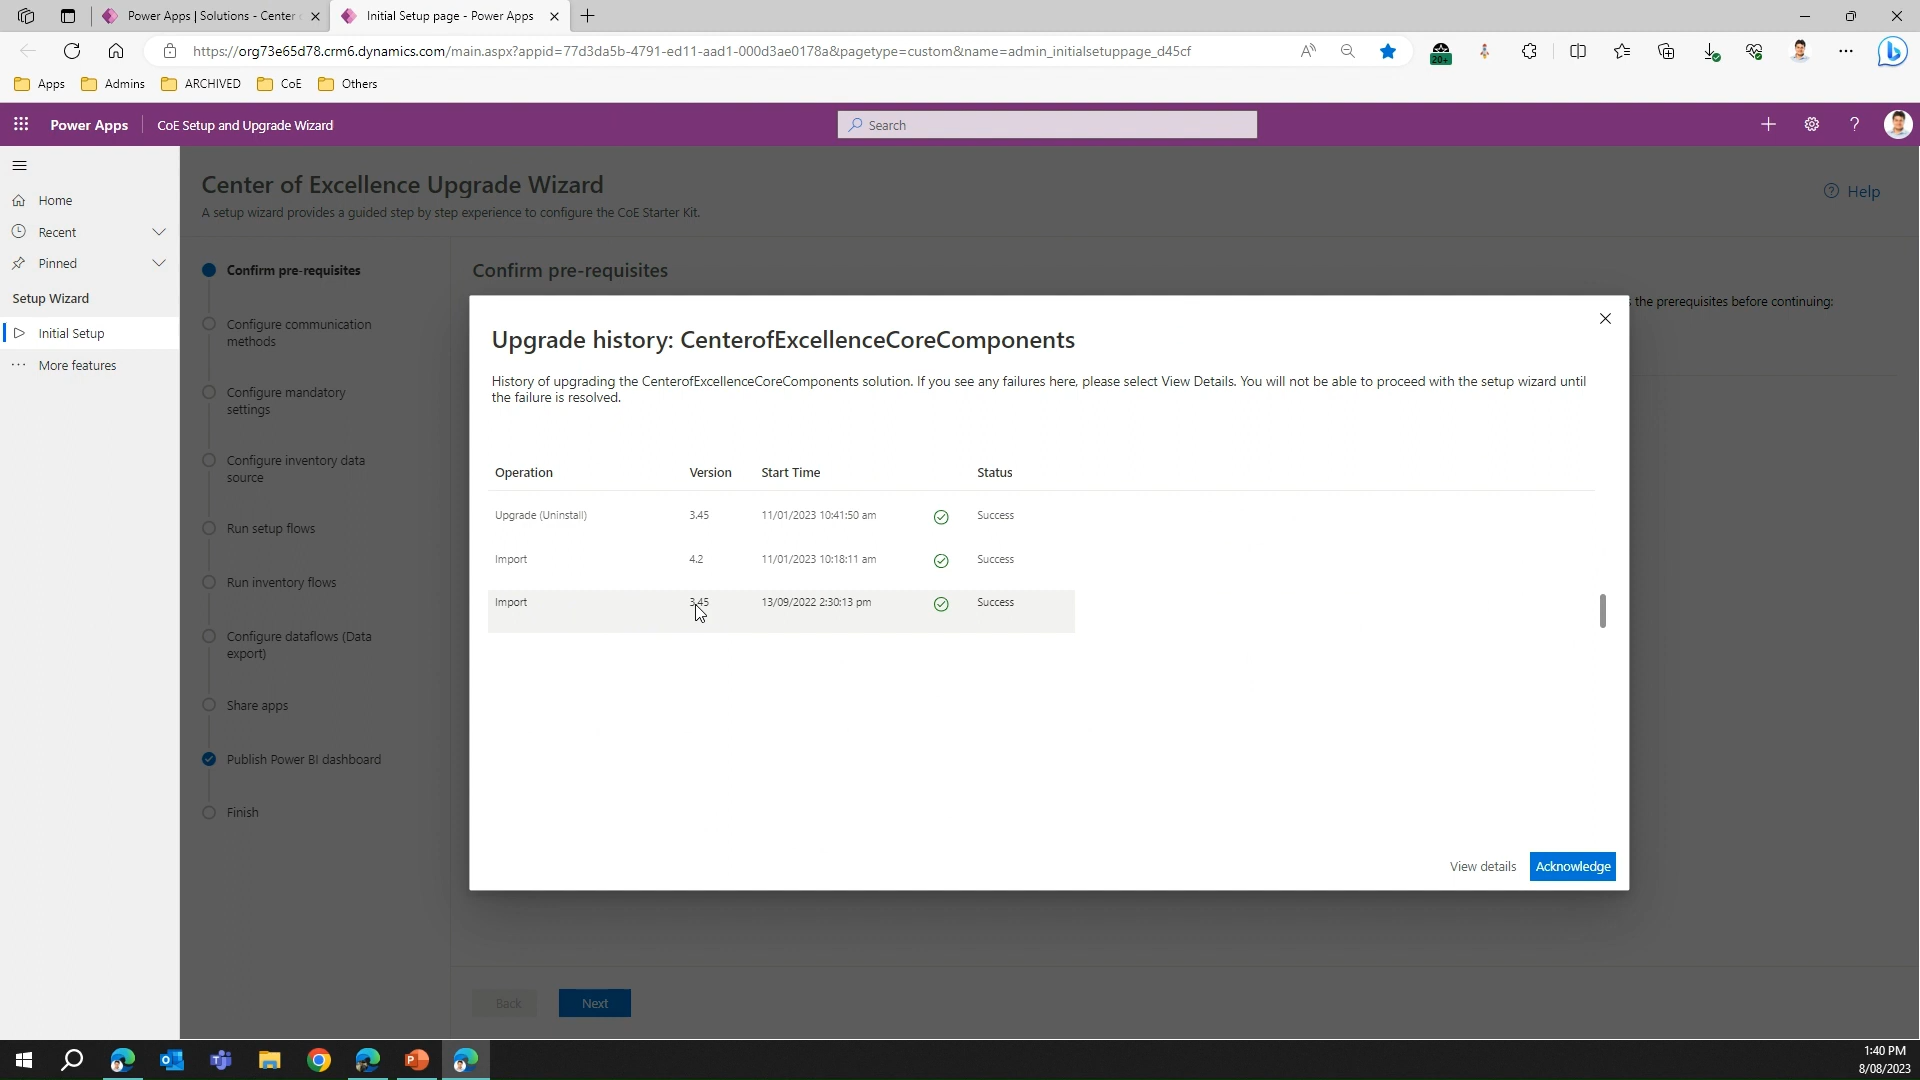 Power Apps | Solutions - Center
Initial Setup page - Power Apps
https://org73e65d78.crm6.dynamics.com/main.aspx?appid=77d3da5b-4791-ed11-aad1-000d3ae0178a&pagetype=custom&name=admin_initialsetuppage_d45cf
20+
Apps
Admins
ARCHIVED
CoE
Others
Power Apps
CoE Setup and Upgrade Wizard
Search
Home
Recent
Pinned
Setup Wizard
Initial Setup
More features
Center of Excellence Upgrade Wizard
A setup wizard provides a guided step by step experience to configure the CoE Starter Kit.
Help
Confirm pre-requisites
Configure communication
methods
Configure mandatory
settings
Configure inventory data
source
Run setup flows
Run inventory flows
Configure dataflows (Data
export)
Share apps
Publish Power BI dashboard
Finish
Confirm pre-requisites
the prerequisites before continuing:
Upgrade history: CenterofExcellenceCoreComponents
History of upgrading the CenterofExcellenceCoreComponents solution. If you see any failures here, please select View Details. You will not be able to proceed with the setup wizard until
the failure is resolved.
Operation Version Start Time Status
Upgrade (Uninstall) 3.45 11/01/2023 10:41:50 am Success
Import 4.2 11/01/2023 10:18:11 am Success
Import 3.45 13/09/2022 2:30:13 pm Success
View details
Acknowledge
Back
Next
1:40 PM
8/08/2023